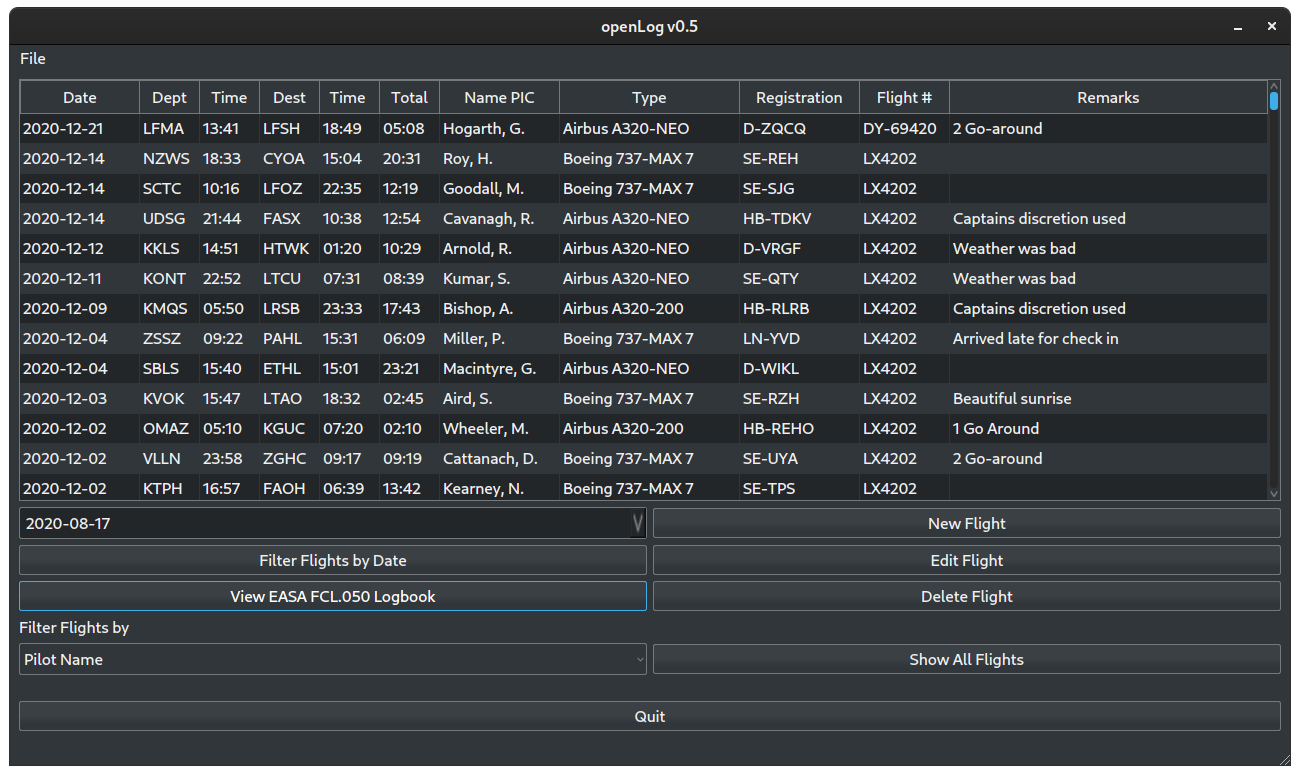 openLog v0.5
File
Date Dept Time Dest Time Total Name PIC Type Registration Flight # Remarks
2020-12-21 LFMA 13:41 LFSH 18:49 05:08 Hogarth, G. Airbus A320-NEO D-ZQCQ DY-69420 2 Go-around
2020-12-14 NZWS 18:33 CYOA 15:04 20:31 Roy, H. Boeing 737-MAX 7 SE-REH LX4202
2020-12-14 SCTC 10:16 LFOZ 22:35 12:19 Goodall, M. Boeing 737-MAX 7 SE-SJG LX4202
2020-12-14 UDSG 21:44 FASX 10:38 12:54 Cavanagh, R. Airbus A320-NEO HB-TDKV LX4202 Captains discretion used
2020-12-12 KKLS 14:51 HTWK 01:20 10:29 Arnold, R. Airbus A320-NEO D-VRGF LX4202 Weather was bad
2020-12-11 KONT 22:52 LTCU 07:31 08:39 Kumar, S. Airbus A320-NEO SE-QTY LX4202 Weather was bad
2020-12-09 KMQS 05:50 LRSB 23:33 17:43 Bishop, A. Airbus A320-200 HB-RLRB LX4202 Captains discretion used
2020-12-04 ZSSZ 09:22 PAHL 15:31 06:09 Miller, P. Boeing 737-MAX 7 LN-YVD LX4202 Arrived late for check in
2020-12-04 SBLS 15:40 ETHL 15:01 23:21 Macintyre, G. Airbus A320-NEO D-WIKL LX4202
2020-12-03 KVOK 15:47 LTAO 18:32 02:45 Aird, S. Boeing 737-MAX 7 SE-RZH LX4202 Beautiful sunrise
2020-12-02 OMAZ 05:10 KGUC 07:20 02:10 Wheeler, M. Airbus A320-200 HB-REHO LX4202 1 Go Around
2020-12-02 VLLN 23:58 ZGHC 09:17 09:19 Cattanach, D. Boeing 737-MAX 7 SE-UYA LX4202 2 Go-around
2020-12-02 KTPH 16:57 FAOH 06:39 13:42 Kearney, N. Boeing 737-MAX 7 SE-TPS LX4202
2020-08-17 New Flight
Filter Flights by Date Edit Flight
View EASA FCL.050 Logbook Delete Flight
Filter Flights by
Pilot Name Show All Flights
Quit